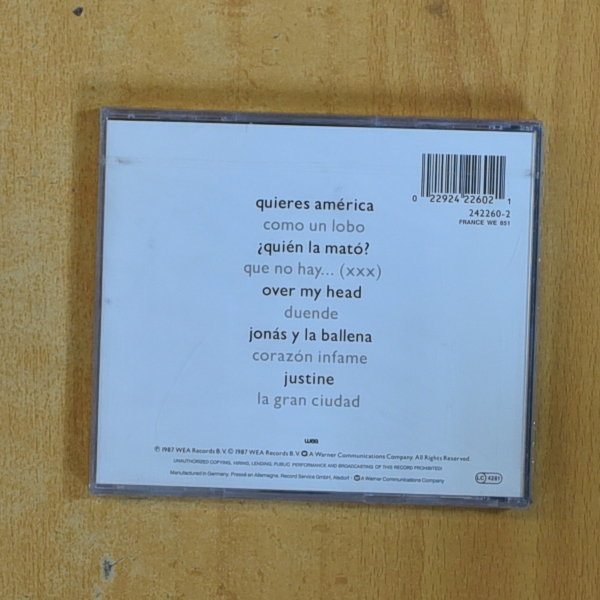 0 22924 22602 1
242260-2
FRANCE WE 851
quieres américa
como un lobo
¿quién la mató?
que no hay... (xxx)
over my head
duende
jonás y la ballena
corazón infame
justine
la gran ciudad
wea
℗ 1987 WEA Records B.V. © 1987 WEA Records B.V. A Warner Communications Company. All Rights Reserved.
UNAUTHORIZED COPYING, HIRING, LENDING, PUBLIC PERFORMANCE AND BROADCASTING OF THIS RECORD PROHIBITED!
Manufactured in Germany. Pressé en Allemagne. Record Service GmbH, Alsdorf · A Warner Communications Company
LC 4281